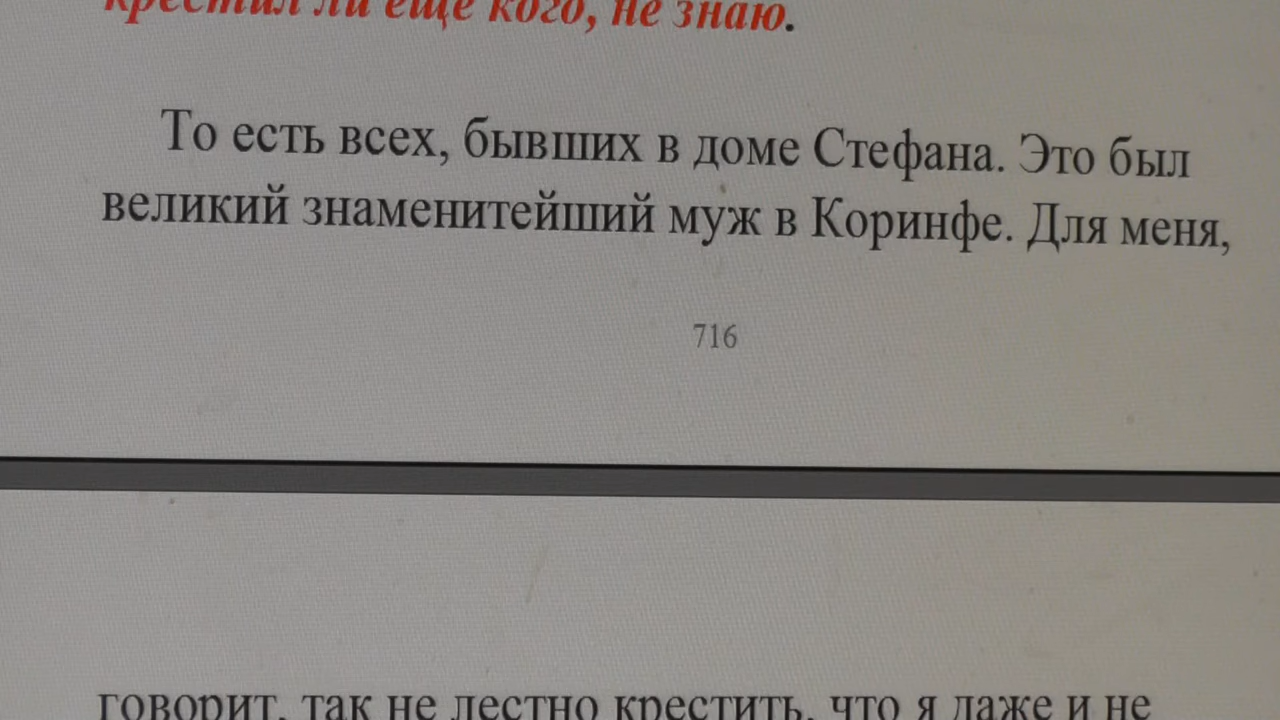 крестил ли еще кого, не знаю.
То есть всех, бывших в доме Стефана. Это был
великий знаменитейший муж в Коринфе. Для меня,
716
говорит, так не лестно крестить, что я даже и не